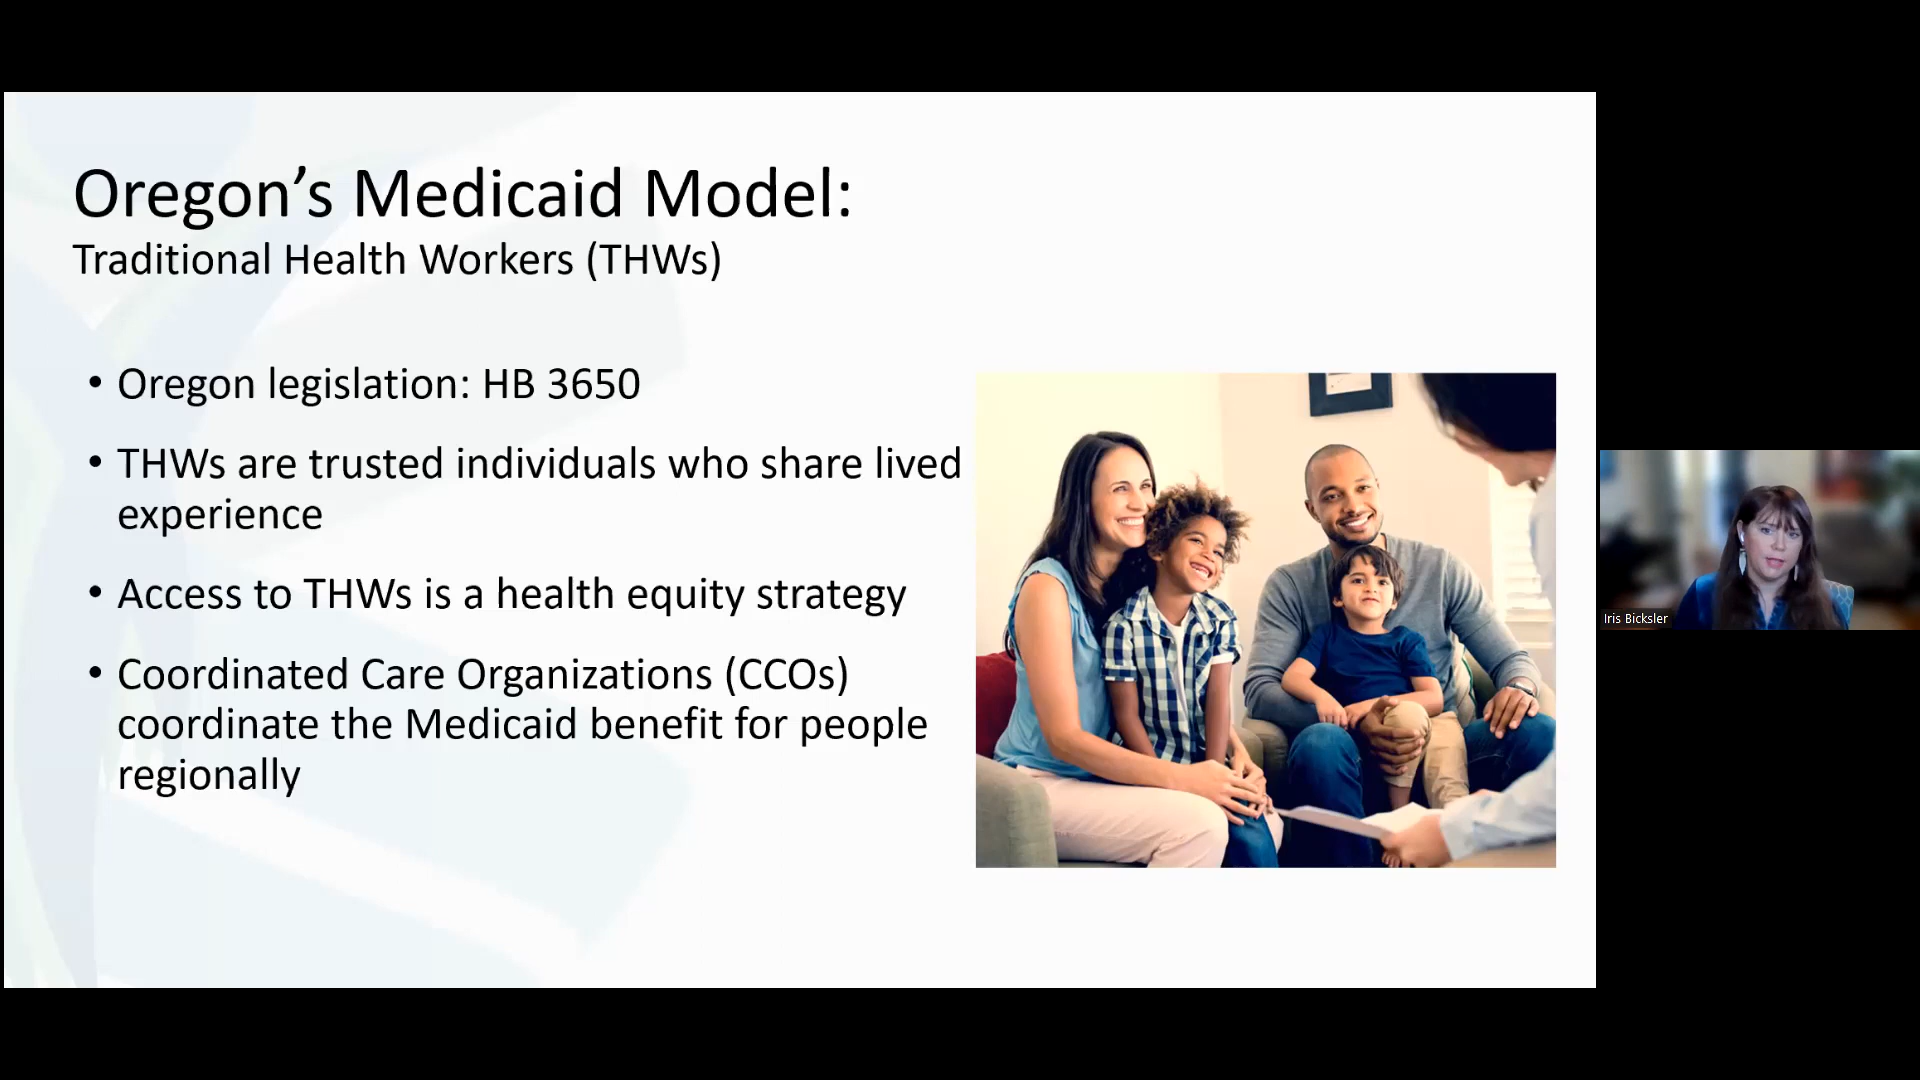 Oregon’s Medicaid Model:
Traditional Health Workers (THWs)
• Oregon legislation: HB 3650
• THWs are trusted individuals who share lived
experience
• Access to THWs is a health equity strategy
• Coordinated Care Organizations (CCOs)
coordinate the Medicaid benefit for people
regionally
Iris Bicksler